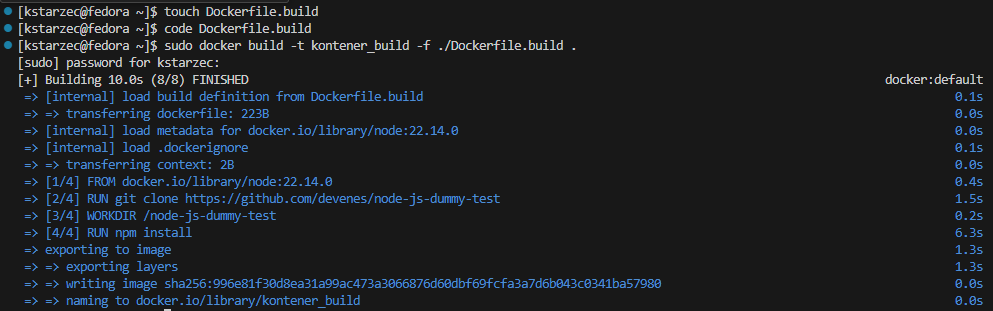 [kstarzec@fedora ~]$ touch Dockerfile.build
[kstarzec@fedora ~]$ code Dockerfile.build
[kstarzec@fedora ~]$ sudo docker build -t kontener_build -f ./Dockerfile.build .
[sudo] password for kstarzec:
[+] Building 10.0s (8/8) FINISHED docker:default
=> [internal] load build definition from Dockerfile.build 0.1s
=> => transferring dockerfile: 223B 0.0s
=> [internal] load metadata for docker.io/library/node:22.14.0 0.0s
=> [internal] load .dockerignore 0.1s
=> => transferring context: 2B 0.0s
=> [1/4] FROM docker.io/library/node:22.14.0 0.4s
=> [2/4] RUN git clone https://github.com/devenes/node-js-dummy-test 1.5s
=> [3/4] WORKDIR /node-js-dummy-test 0.2s
=> [4/4] RUN npm install 6.3s
=> exporting to image 1.3s
=> => exporting layers 1.3s
=> => writing image sha256:996e81f30d8ea31a99ac473a3066876d60dbf69fcfa3a7d6b043c0341ba57980 0.0s
=> => naming to docker.io/library/kontener_build 0.0s